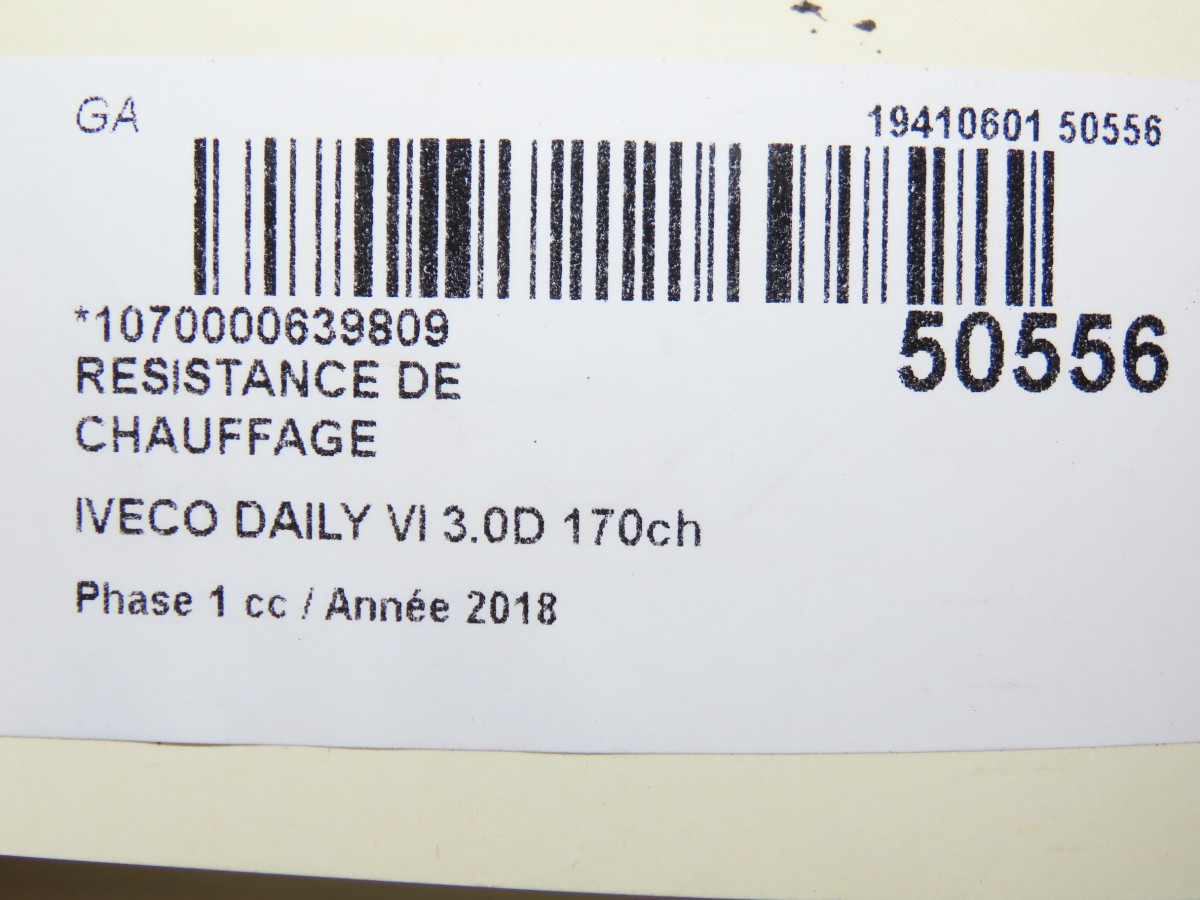 GA
19410601 50556
*1070000639809
50556
RESISTANCE DE
CHAUFFAGE
IVECO DAILY VI 3.0D 170ch
Phase 1 cc / Année 2018